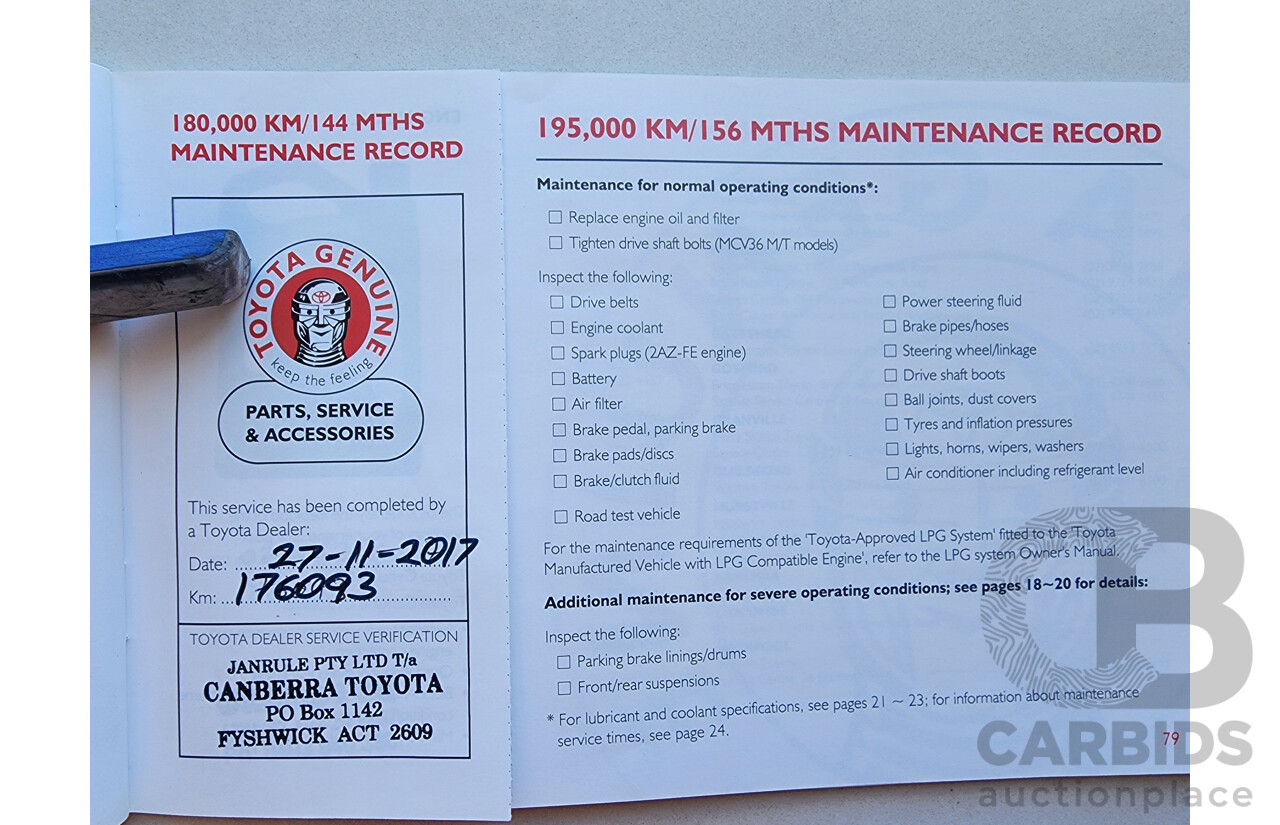 180,000 KM/144 MTHS
MAINTENANCE RECORD
TOYOTA GENUINE
keep the feeling
PARTS, SERVICE
& ACCESSORIES
This service has been completed by
a Toyota Dealer:
Date: 27-11-2017
Km: 176093
TOYOTA DEALER SERVICE VERIFICATION
JANRULE PTY LTD T/a
CANBERRA TOYOTA
PO Box 1142
FYSHWICK ACT 2609
195,000 KM/156 MTHS MAINTENANCE RECORD
Maintenance for normal operating conditions*:
Replace engine oil and filter
Tighten drive shaft bolts (MCV36 M/T models)
Inspect the following:
Drive belts
Engine coolant
Spark plugs (2AZ-FE engine)
Battery
Air filter
Brake pedal, parking brake
Brake pads/discs
Brake/clutch fluid
Road test vehicle
Power steering fluid
Brake pipes/hoses
Steering wheel/linkage
Drive shaft boots
Ball joints, dust covers
Tyres and inflation pressures
Lights, horns, wipers, washers
Air conditioner including refrigerant level
For the maintenance requirements of the 'Toyota-Approved LPG System' fitted to the 'Toyota
Manufactured Vehicle with LPG Compatible Engine', refer to the LPG system Owner's Manual.
Additional maintenance for severe operating conditions; see pages 18~20 for details:
Inspect the following:
Parking brake linings/drums
Front/rear suspensions
* For lubricant and coolant specifications, see pages 21 ~ 23; for information about maintenance
service times, see page 24.
79
CB
CARBIDS
auctionplace